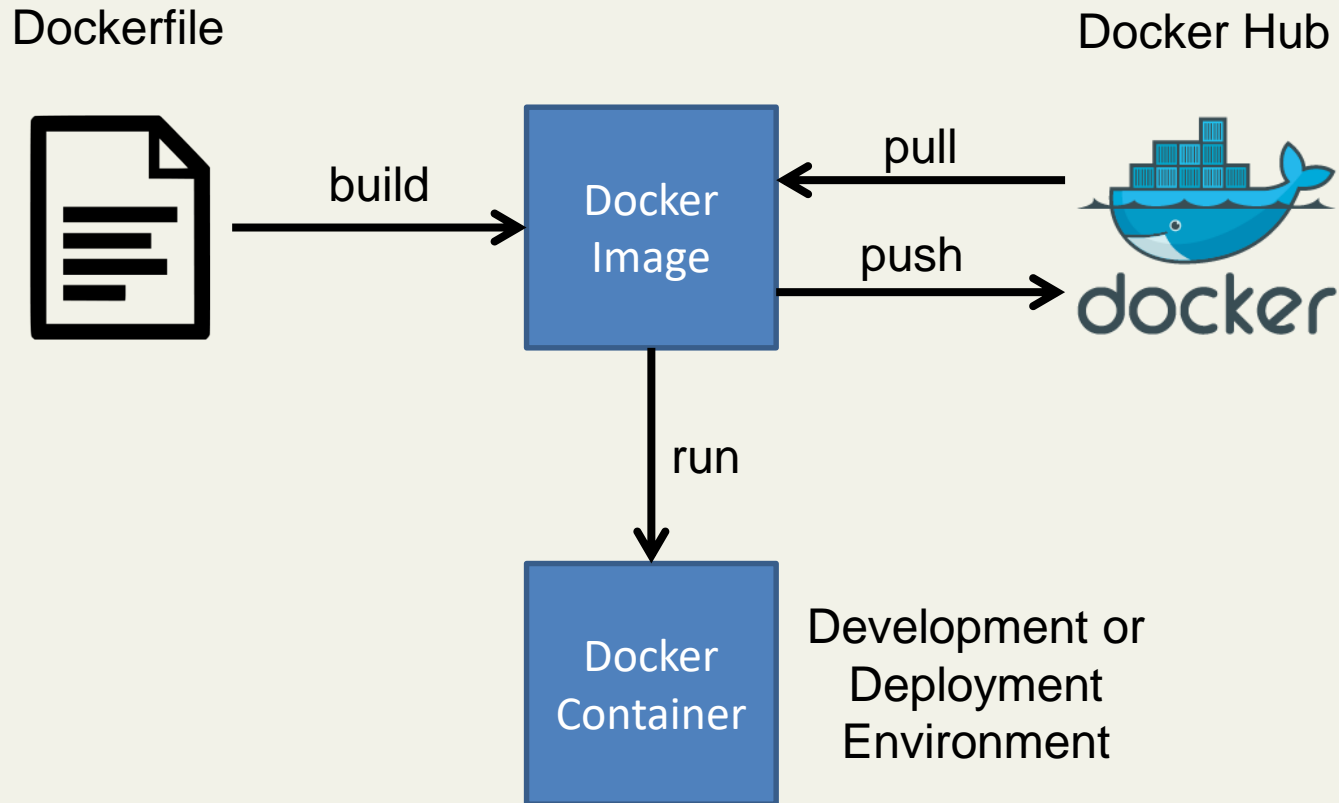 Dockerfile
Docker Hub
build
Docker
Image
pull
push
docker
run
Docker
Container
Development or
Deployment
Environment